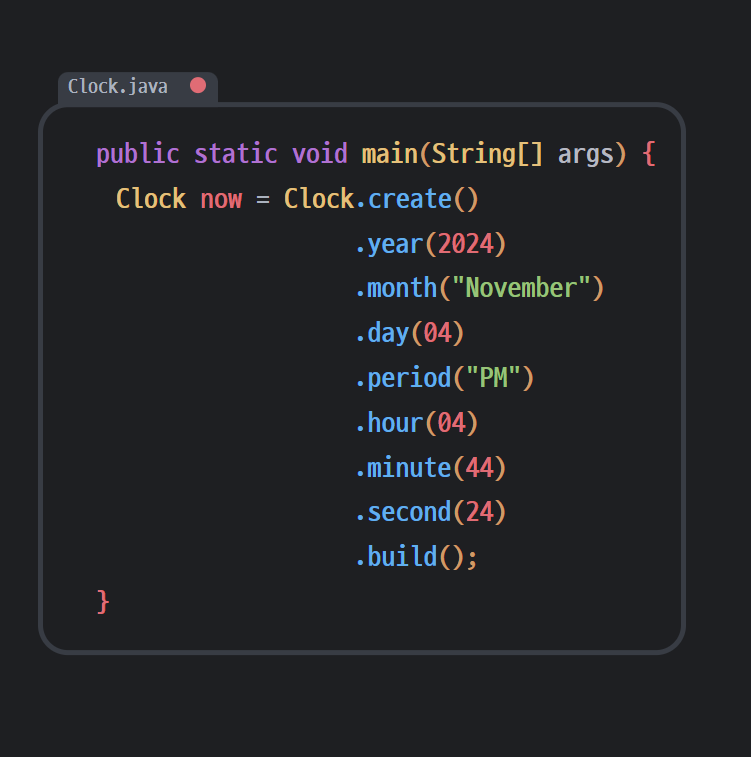 Clock.java
public static void main(String[] args) {
Clock now = Clock.create()
.year(2024)
.month("November")
.day(04)
.period("PM")
.hour(04)
.minute(44)
.second(24)
.build();
}